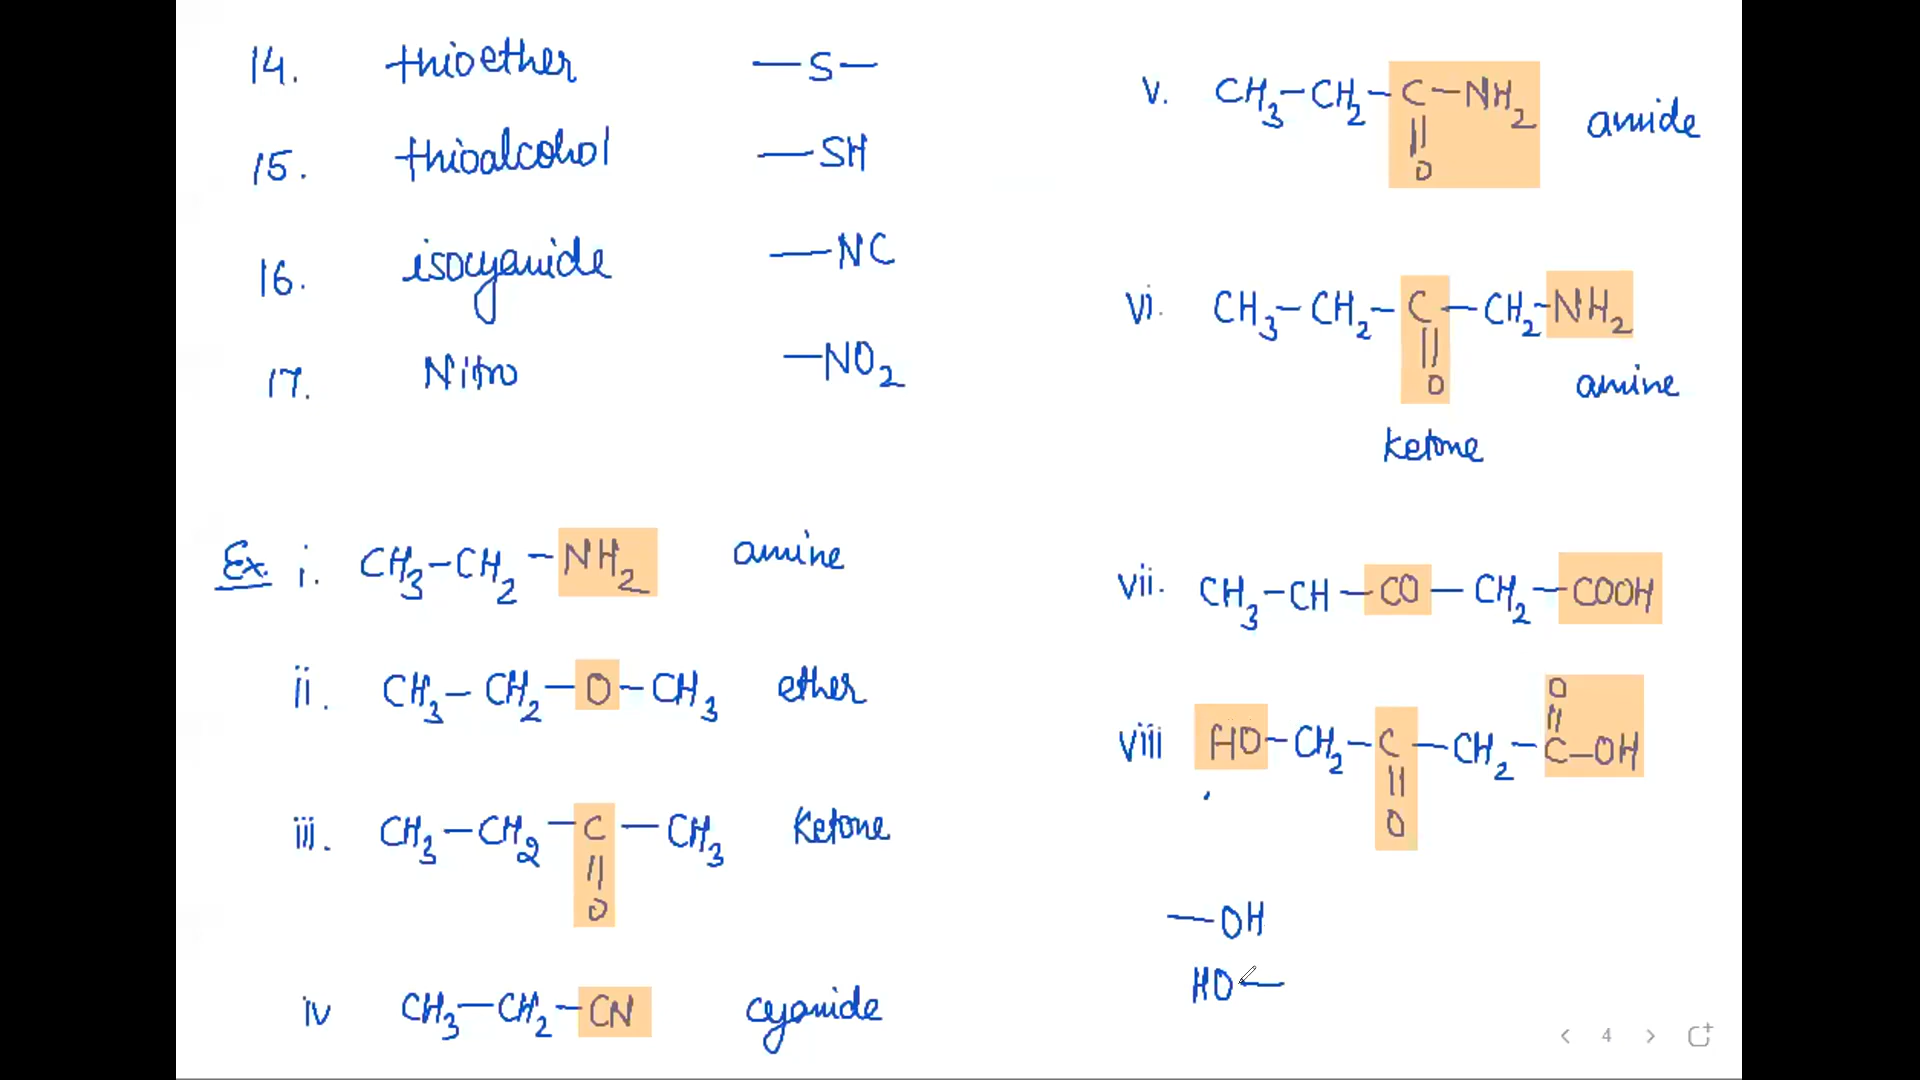 14. thioether —S—
15. thioalcohol —SH
16. isocyanide —NC
17. Nitro —NO2
Ex. i. CH3–CH2–NH2 amine
ii. CH3–CH2–O–CH3 ether
iii. CH3–CH2–C–CH3 Ketone
||
O
iv CH3–CH2–CN cyanide
v. CH3–CH2–C–NH2 amide
||
O
vi. CH3–CH2–C–CH2–NH2
||
O
amine
ketone
vii. CH3–CH–CO–CH2–COOH
O
||
viii HO–CH2–C–CH2–C–OH
||
O
—OH
HO—
< 4 >